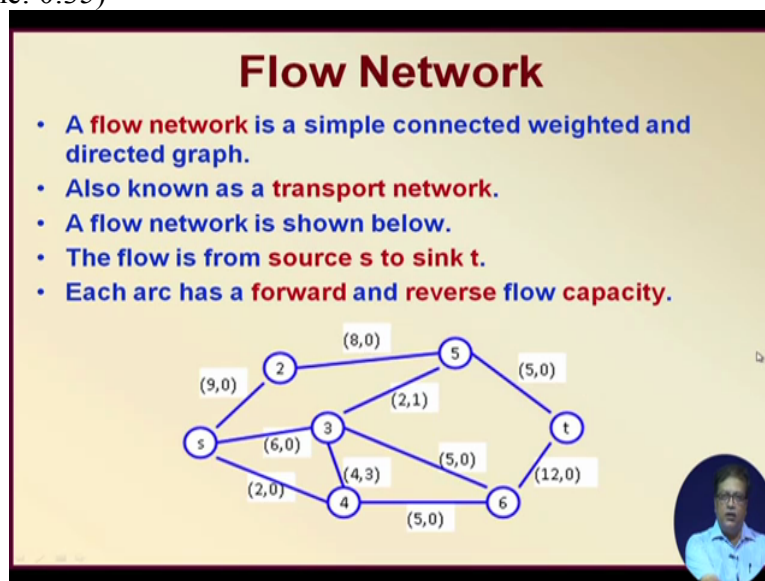 Flow Network
• A flow network is a simple connected weighted and
directed graph.
• Also known as a transport network.
• A flow network is shown below.
• The flow is from source s to sink t.
• Each arc has a forward and reverse flow capacity.
(8,0)
5
2
(5,0)
(9,0)
(2,1)
3
t
s
(6,0)
(5,0)
(4,3)
(12,0)
(2,0)
4
6
(5,0)